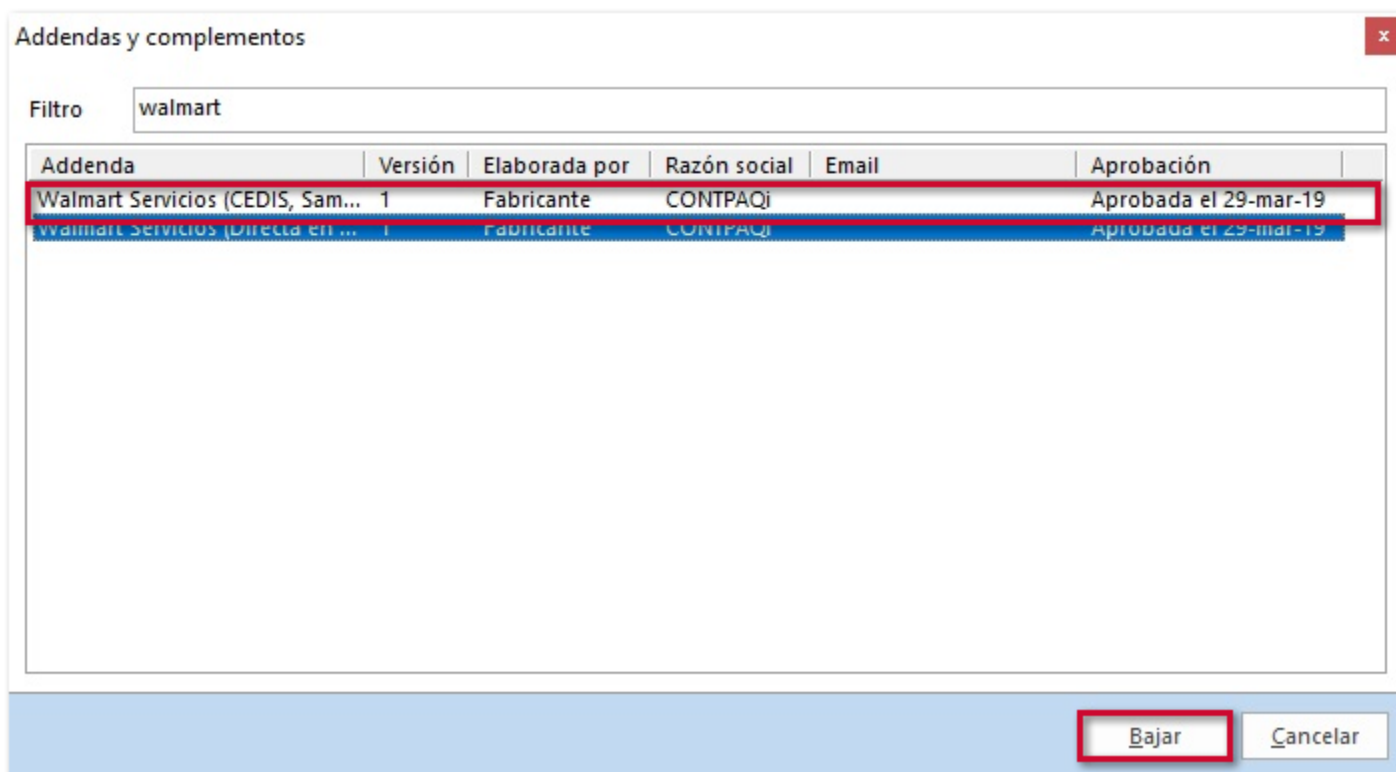 Addendas y complementos
x
Filtro walmart
Addenda Versión Elaborada por Razón social Email Aprobación
Walmart Servicios (CEDIS, Sam... 1 Fabricante CONTPAQi Aprobada el 29-mar-19
Walmart Servicios (Directa en ... 1 Fabricante CONTPAQi Aprobada el 29-mar-19
Bajar Cancelar